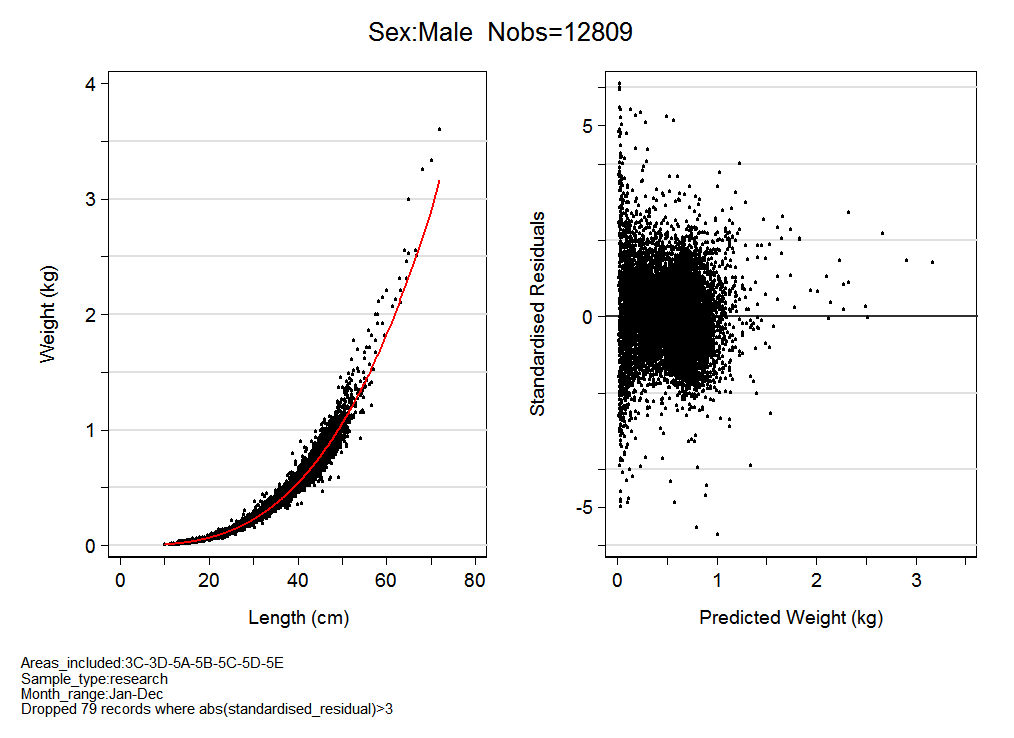 Sex:Male  Nobs=12809
Weight (kg)
4
3
2
1
0
0 20 40 60 80
Length (cm)
Standardised Residuals
5
0
-5
0 1 2 3
Predicted Weight (kg)
Areas_included:3C-3D-5A-5B-5C-5D-5E
Sample_type:research
Month_range:Jan-Dec
Dropped 79 records where abs(standardised_residual)>3